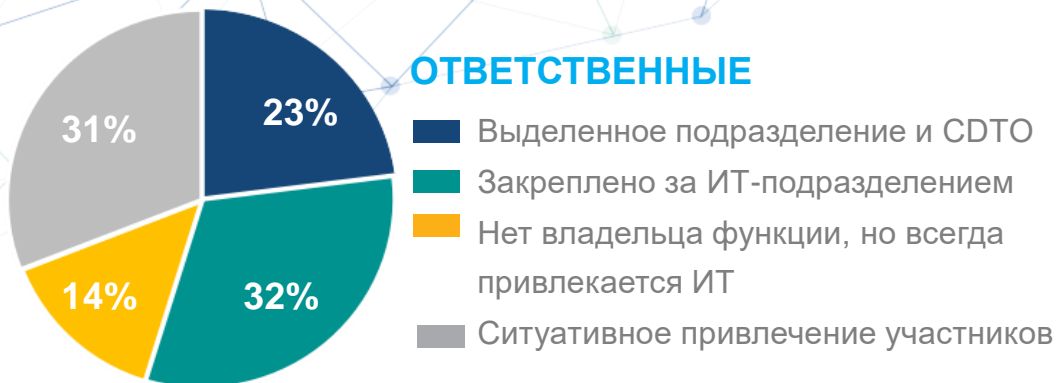 ОТВЕТСТВЕННЫЕ
31%
23%
14%
32%
Выделенное подразделение и CDTO
Закреплено за ИТ-подразделением
Нет владельца функции, но всегда
привлекается ИТ
Ситуативное привлечение участников